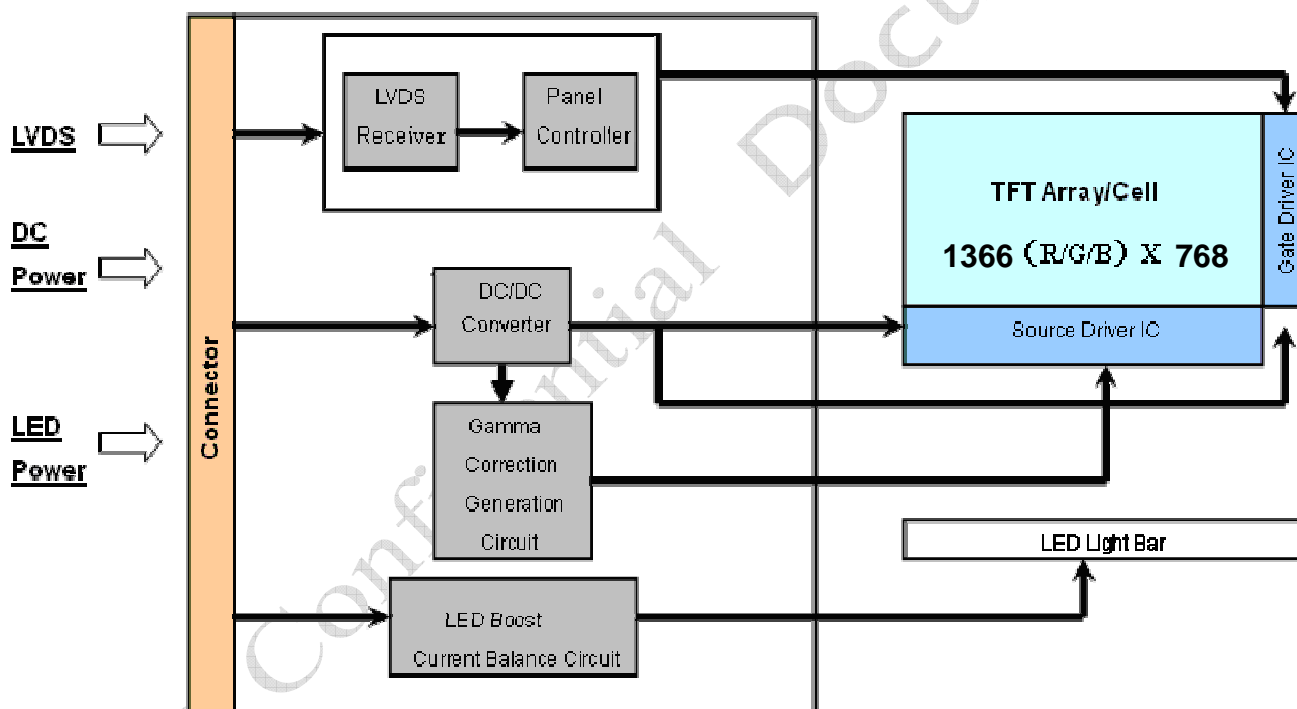 LVDS
DC
Power
LED
Power
Connector
LVDS
Receiver
Panel
Controller
DC/DC
Converter
Gamma
Correction
Generation
Circuit
LED Boost
Current Balance Circuit
TFT Array/Cell
1366 (R/G/B) X 768
Gate Driver IC
Source Driver IC
LED Light Bar
Confidential Docu